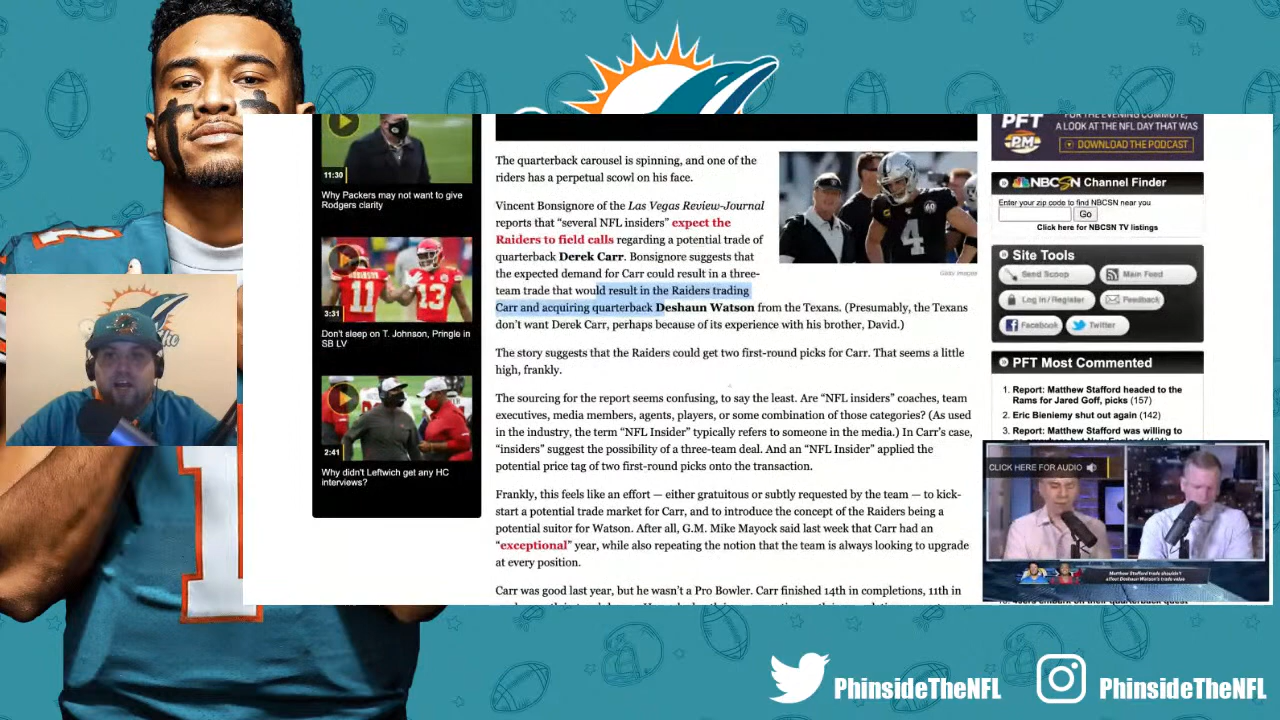 11:30
Why Packers may not want to give
Rodgers clarity
3:31
Don't sleep on T. Johnson, Pringle in
SB LV
2:41
Why didn't Leftwich get any HC
interviews?
The quarterback carousel is spinning, and one of the
riders has a perpetual scowl on his face.
Vincent Bonsignore of the Las Vegas Review-Journal
reports that “several NFL insiders” expect the
Raiders to field calls regarding a potential trade of
quarterback Derek Carr. Bonsignore suggests that
the expected demand for Carr could result in a three-
team trade that would result in the Raiders trading
Carr and acquiring quarterback Deshaun Watson from the Texans. (Presumably, the Texans
don’t want Derek Carr, perhaps because of its experience with his brother, David.)
Getty Images
The story suggests that the Raiders could get two first-round picks for Carr. That seems a little
high, frankly.
The sourcing for the report seems confusing, to say the least. Are “NFL insiders” coaches, team
executives, media members, agents, players, or some combination of those categories? (As used
in the industry, the term “NFL Insider” typically refers to someone in the media.) In Carr’s case,
“insiders” suggest the possibility of a three-team deal. And an “NFL Insider” applied the
potential price tag of two first-round picks onto the transaction.
Frankly, this feels like an effort — either gratuitous or subtly requested by the team — to kick-
start a potential trade market for Carr, and to introduce the concept of the Raiders being a
potential suitor for Watson. After all, G.M. Mike Mayock said last week that Carr had an
“exceptional” year, while also repeating the notion that the team is always looking to upgrade
at every position.
Carr was good last year, but he wasn’t a Pro Bowler. Carr finished 14th in completions, 11th in
PFT
PM
FOR THE EVENING COMMUTE,
A LOOK AT THE NFL DAY THAT WAS
DOWNLOAD THE PODCAST
NBCSN Channel Finder
Enter your zip code to find NBCSN near you
Go
Click here for NBCSN TV listings
Site Tools
Send Scoop
Main Feed
Log in/Register
Feedback
Facebook
Twitter
PFT Most Commented
1. Report: Matthew Stafford headed to the
Rams for Jared Goff, picks (157)
2. Eric Bieniemy shut out again (142)
3. Report: Matthew Stafford was willing to
CLICK HERE FOR AUDIO
Matthew Stafford trade shouldn't
affect Deshaun Watson's trade value
PhinsideTheNFL
PhinsideTheNFL